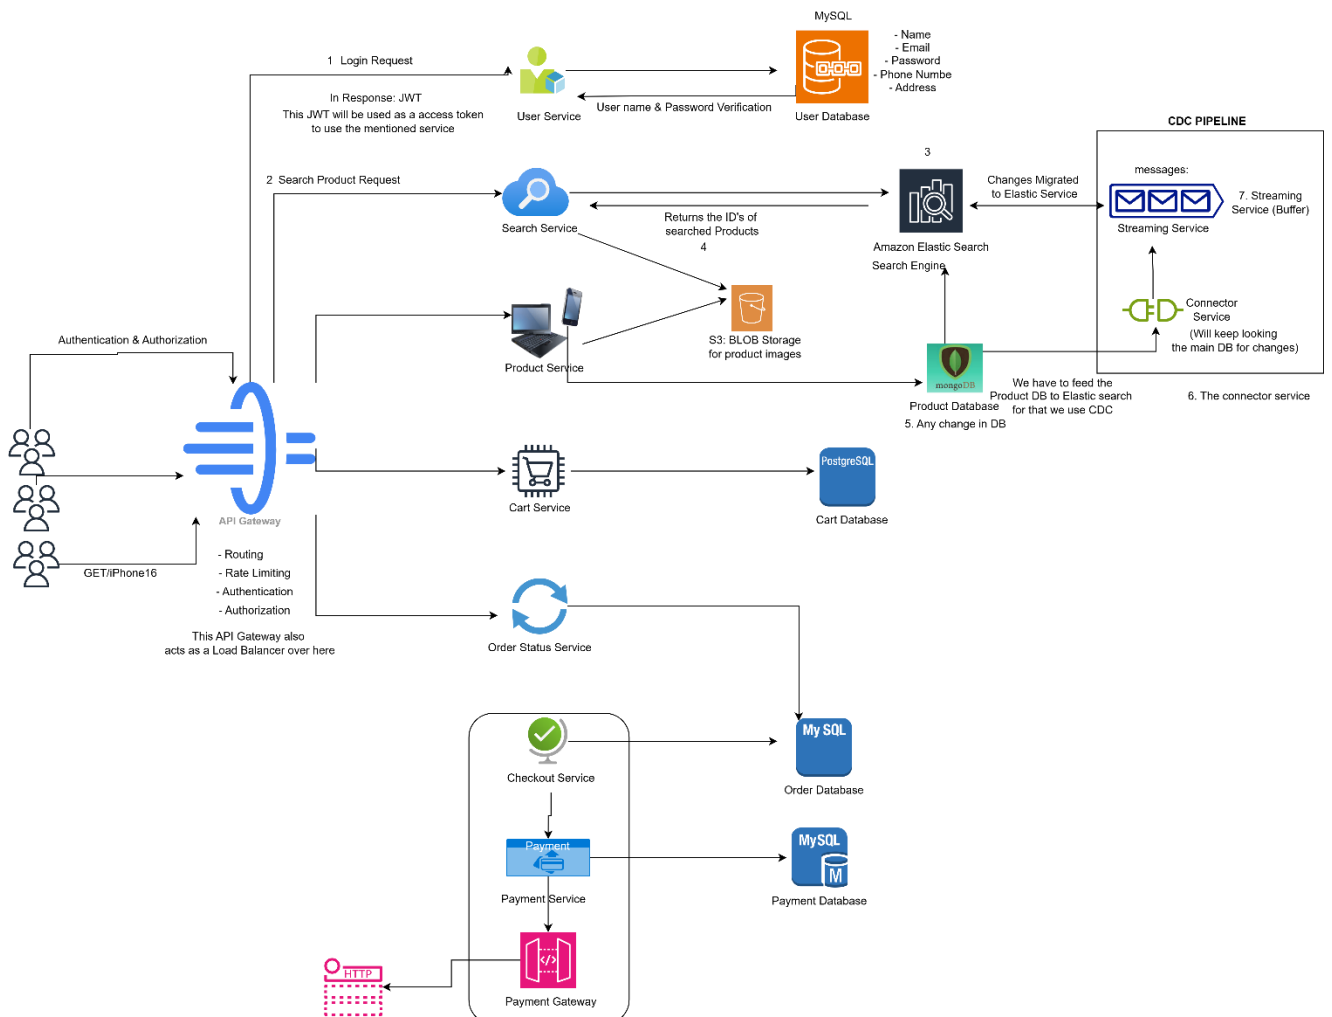 MySQL
- Name
- Email
- Password
- Phone Numbe
- Address
1 Login Request
In Response: JWT
This JWT will be used as a access token
to use the mentioned service
User Service
User name & Password Verification
User Database
CDC PIPELINE
2 Search Product Request
Search Service
Returns the ID's of
searched Products
4
3
Amazon Elastic Search
Search Engine
Changes Migrated
to Elastic Service
messages:
Streaming Service
7. Streaming
Service (Buffer)
Connector
Service
(Will keep looking
the main DB for changes)
6. The connector service
Product Service
S3: BLOB Storage
for product images
mongoDB
Product Database
5. Any change in DB
We have to feed the
Product DB to Elastic search
for that we use CDC
Authentication & Authorization
GET/iPhone16
API Gateway
- Routing
- Rate Limiting
- Authentication
- Authorization
This API Gateway also
acts as a Load Balancer over here
Cart Service
PostgreSQL
Cart Database
Order Status Service
Checkout Service
My SQL
Order Database
Payment
Payment Service
MySQL
M
Payment Database
Payment Gateway
HTTP